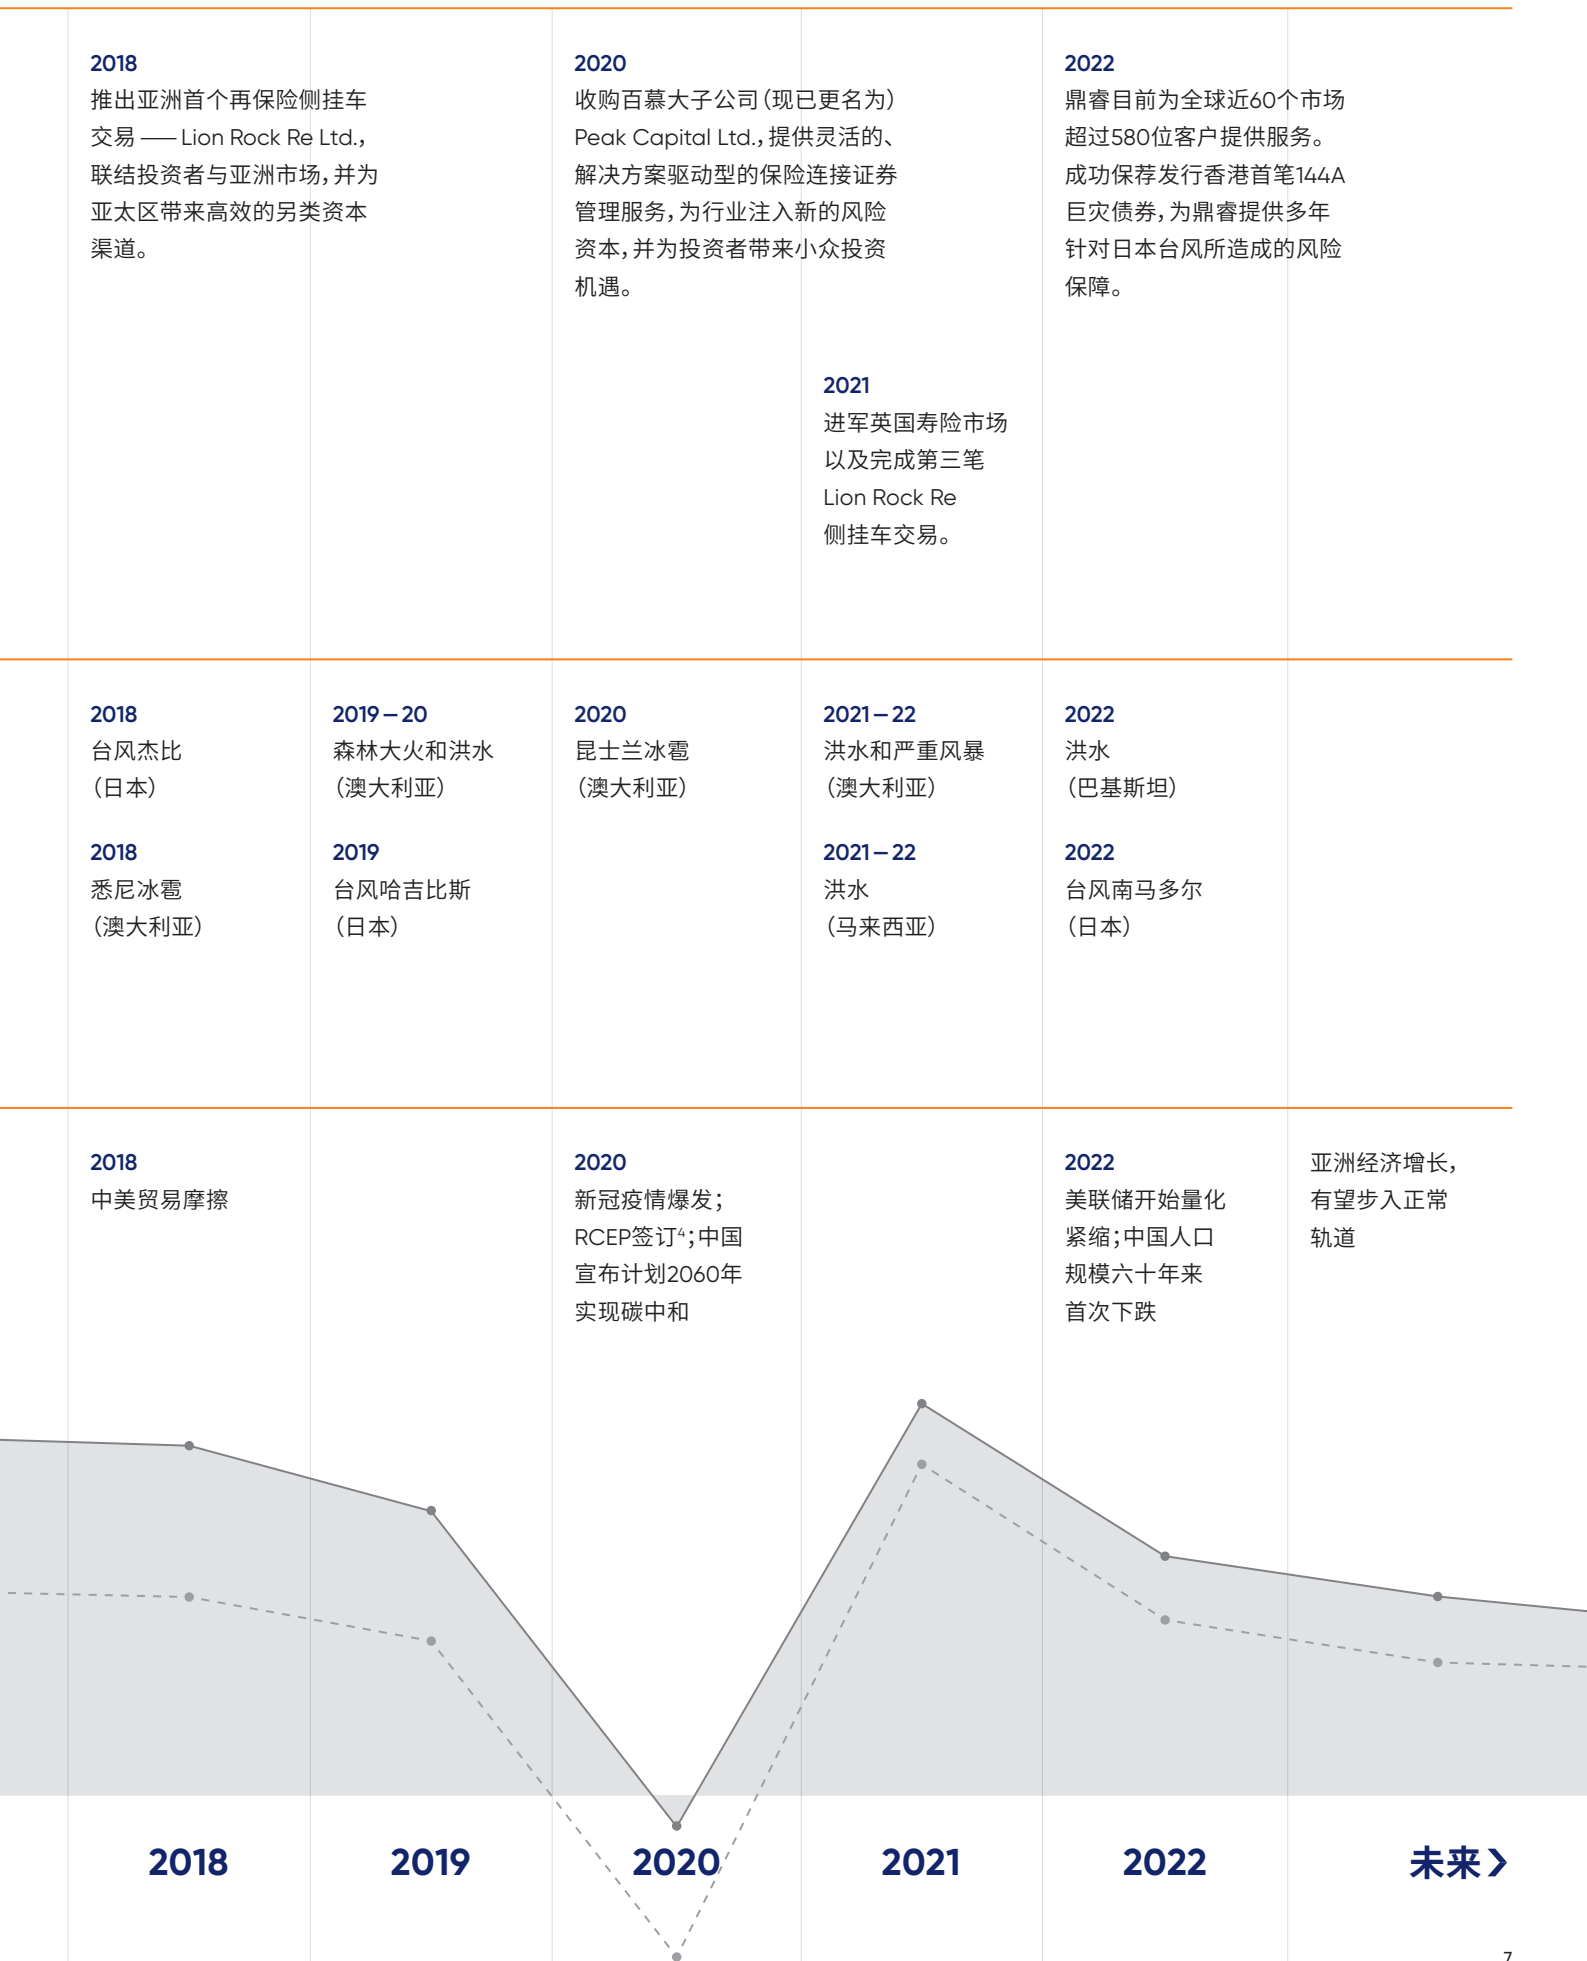 2018
推出亚洲首个再保险侧挂车
交易 —— Lion Rock Re Ltd.，
联结投资者与亚洲市场，并为
亚太区带来高效的另类资本
渠道。
2020
收购百慕大子公司（现已更名为）
Peak Capital Ltd.，提供灵活的、
解决方案驱动型的保险连接证券
管理服务，为行业注入新的风险
资本，并为投资者带来小众投资
机遇。
2021
进军英国寿险市场
以及完成第三笔
Lion Rock Re
侧挂车交易。
2022
鼎睿目前为全球近60个市场
超过580位客户提供服务。
成功保荐发行香港首笔144A
巨灾债券，为鼎睿提供多年
针对日本台风所造成的风险
保障。
2018
台风杰比
（日本）
2018
悉尼冰雹
（澳大利亚）
2019 – 20
森林大火和洪水
（澳大利亚）
2019
台风哈吉比斯
（日本）
2020
昆士兰冰雹
（澳大利亚）
2021 – 22
洪水和严重风暴
（澳大利亚）
2021 – 22
洪水
（马来西亚）
2022
洪水
（巴基斯坦）
2022
台风南马多尔
（日本）
2018
中美贸易摩擦
2020
新冠疫情爆发；
RCEP签订⁴；中国
宣布计划2060年
实现碳中和
2022
美联储开始量化
紧缩；中国人口
规模六十年来
首次下跌
亚洲经济增长，
有望步入正常
轨道
2018
2019
2020
2021
2022
未来
7